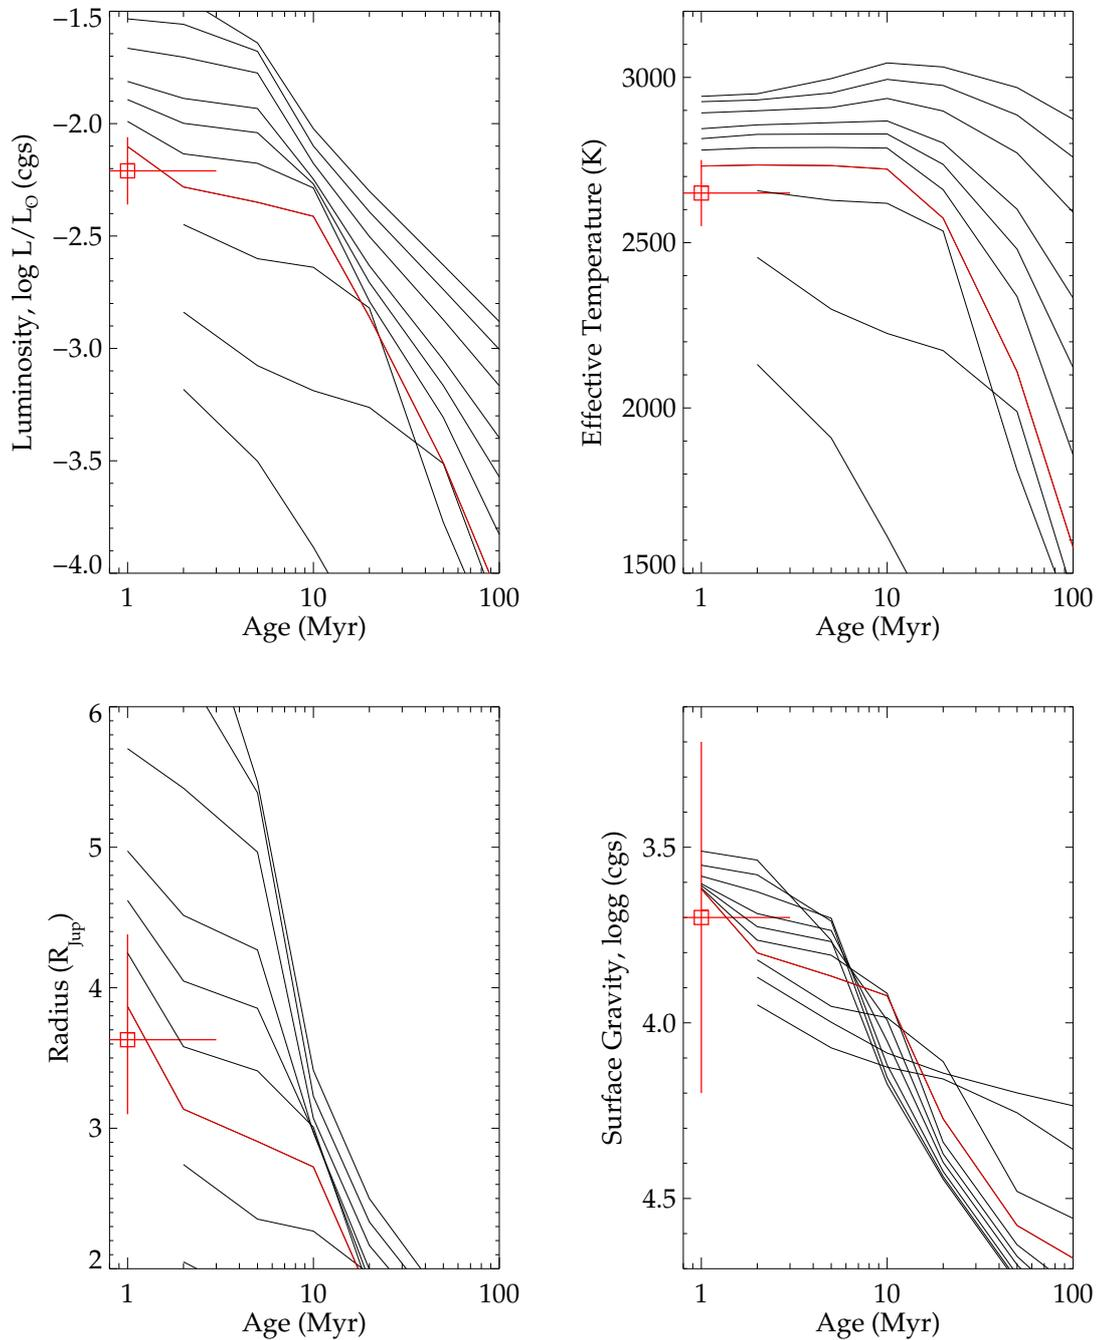 −1.5
−2.0
−2.5
−3.0
−3.5
−4.0
Luminosity, log L/L⊙ (cgs)
1 10 100
Age (Myr)
3000
2500
2000
1500
Effective Temperature (K)
1 10 100
Age (Myr)
6
5
4
3
2
Radius (RJup)
1 10 100
Age (Myr)
3.5
4.0
4.5
Surface Gravity, logg (cgs)
1 10 100
Age (Myr)